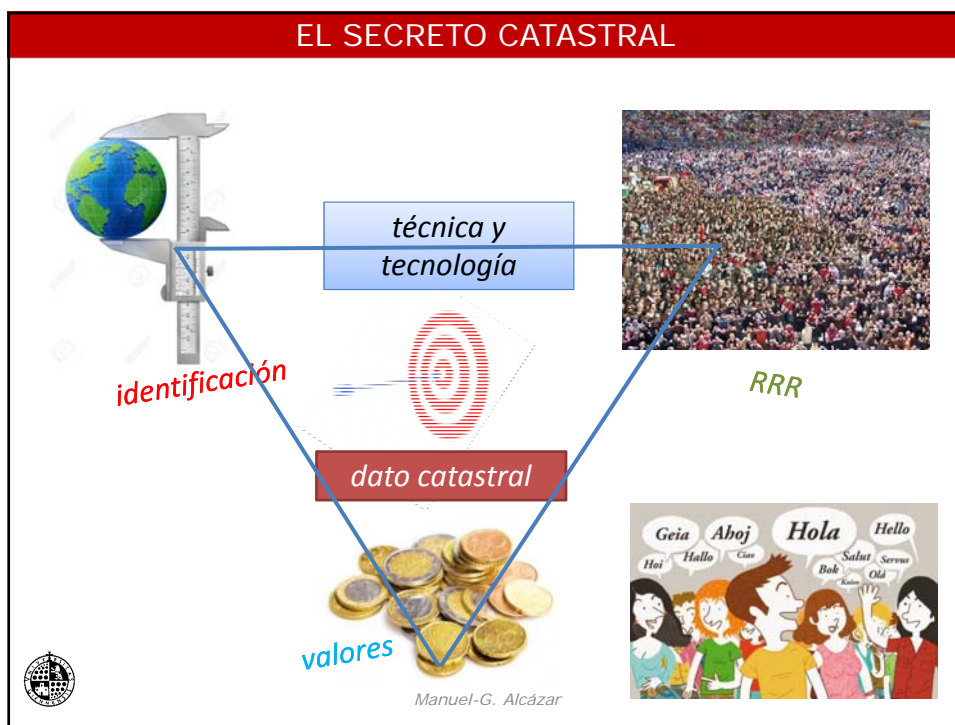 EL SECRETO CATASTRAL
técnica y
tecnología
identificación
RRR
dato catastral
valores
Geia
Ahoj
Hola
Hello
Hoi
Hallo
Ciao
Salut
Servus
Bok
Old
Manuel-G. Alcázar